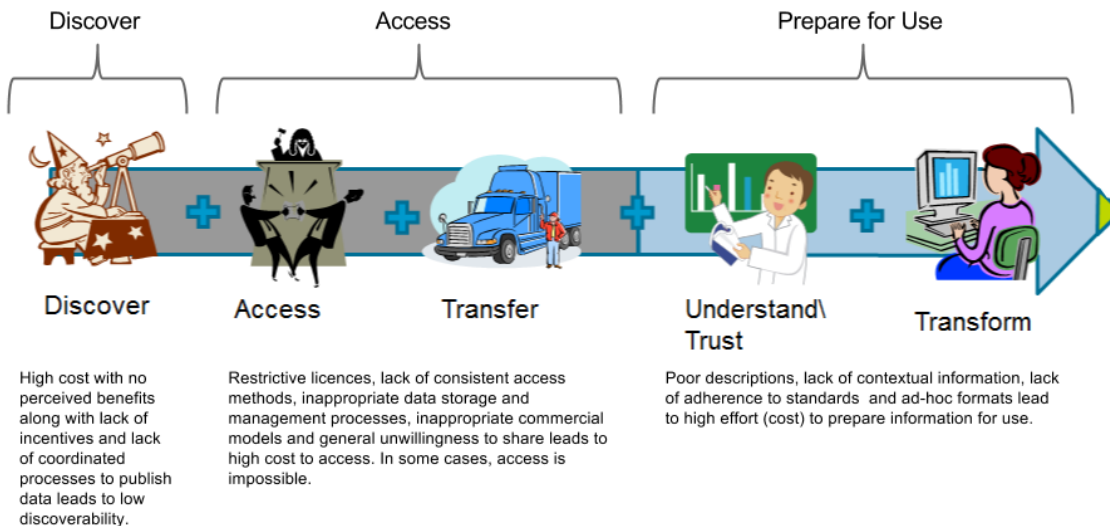 Discover
Access
Prepare for Use
Discover
Access
Transfer
Understand\
Trust
Transform
High cost with no
perceived benefits
along with lack of
incentives and lack
of coordinated
processes to publish
data leads to low
discoverability.
Restrictive licences, lack of consistent access
methods, inappropriate data storage and
management processes, inappropriate commercial
models and general unwillingness to share leads to
high cost to access. In some cases, access is
impossible.
Poor descriptions, lack of contextual information, lack
of adherence to standards and ad-hoc formats lead
to high effort (cost) to prepare information for use.